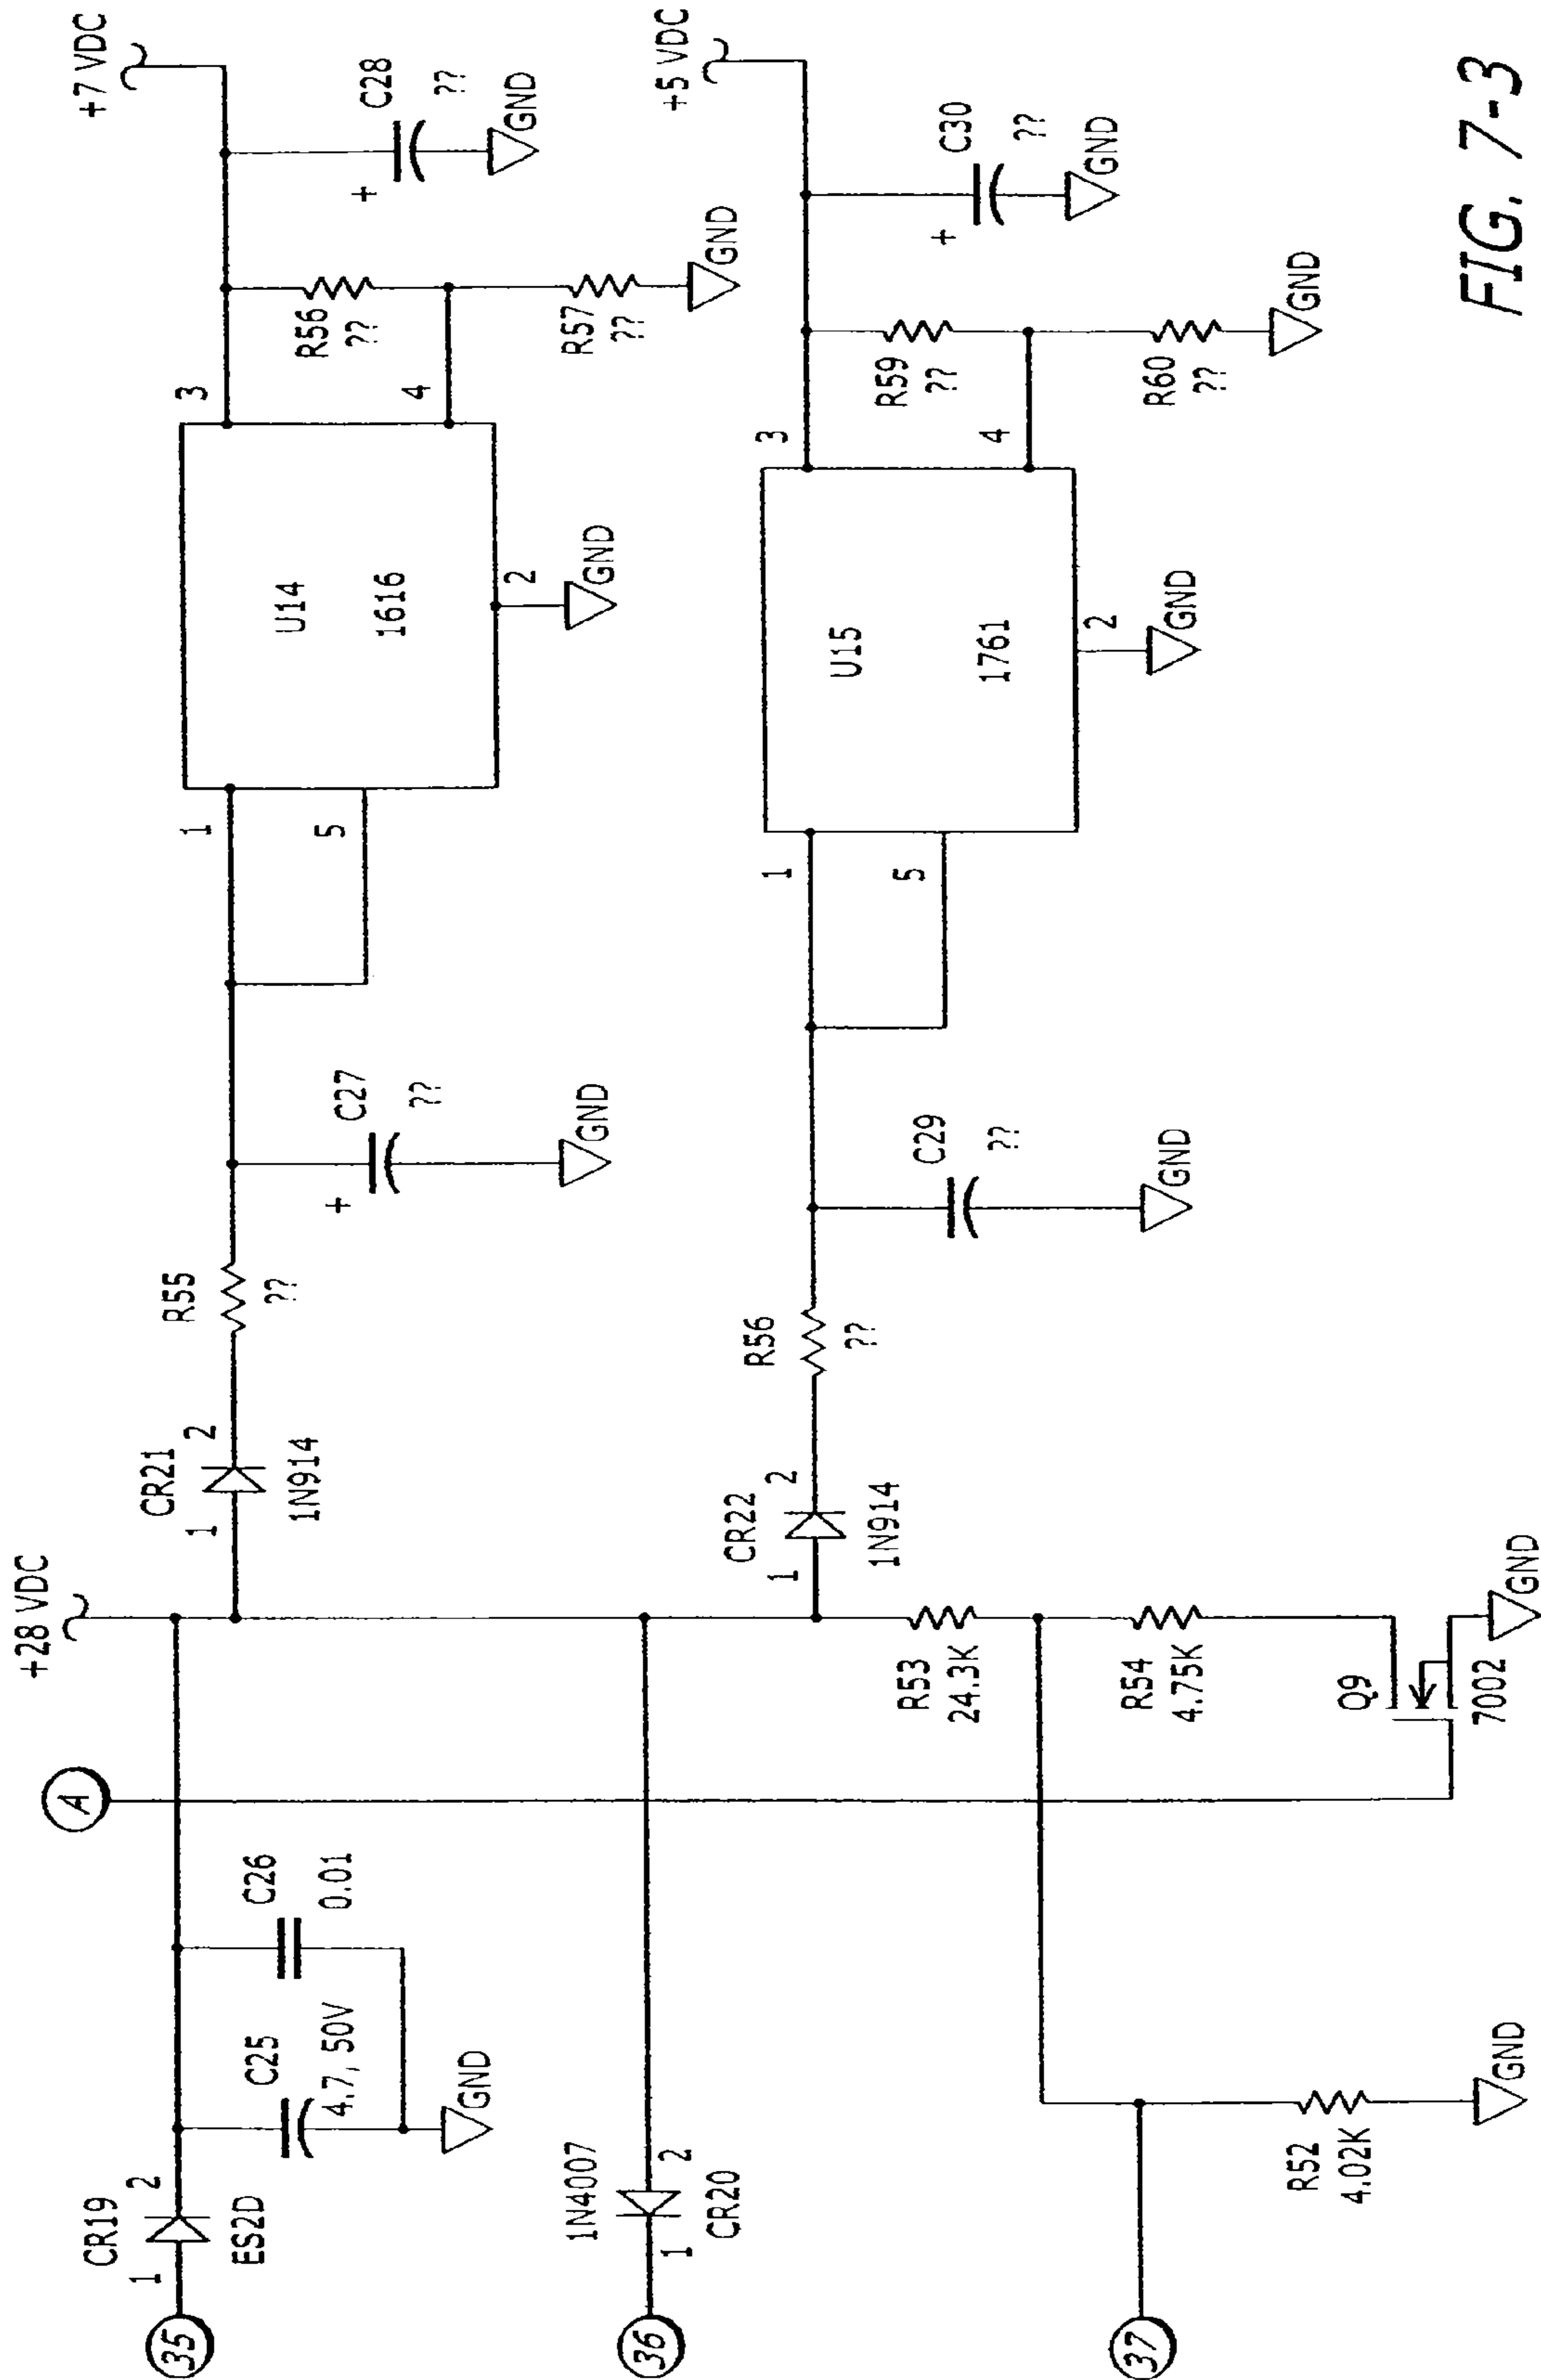 +28 VDC
+7 VDC
A
35
1
CR19
2
ES2D
C25
4.7, 50V
C26
0.01
GND
1
CR21
2
1N914
R55
??
C27
??
+
GND
1
5
U14
1616
2
GND
3
4
R56
??
R57
??
GND
C28
??
+
GND
36
1N4007
1
2
CR20
+5 VDC
CR22
1
2
1N914
R56
??
C29
??
GND
1
5
U15
1761
2
GND
3
4
R59
??
R60
??
GND
C30
??
+
GND
R53
24.3K
R54
4.75K
Q9
7002
GND
37
R52
4.02K
GND
FIG. 7-3